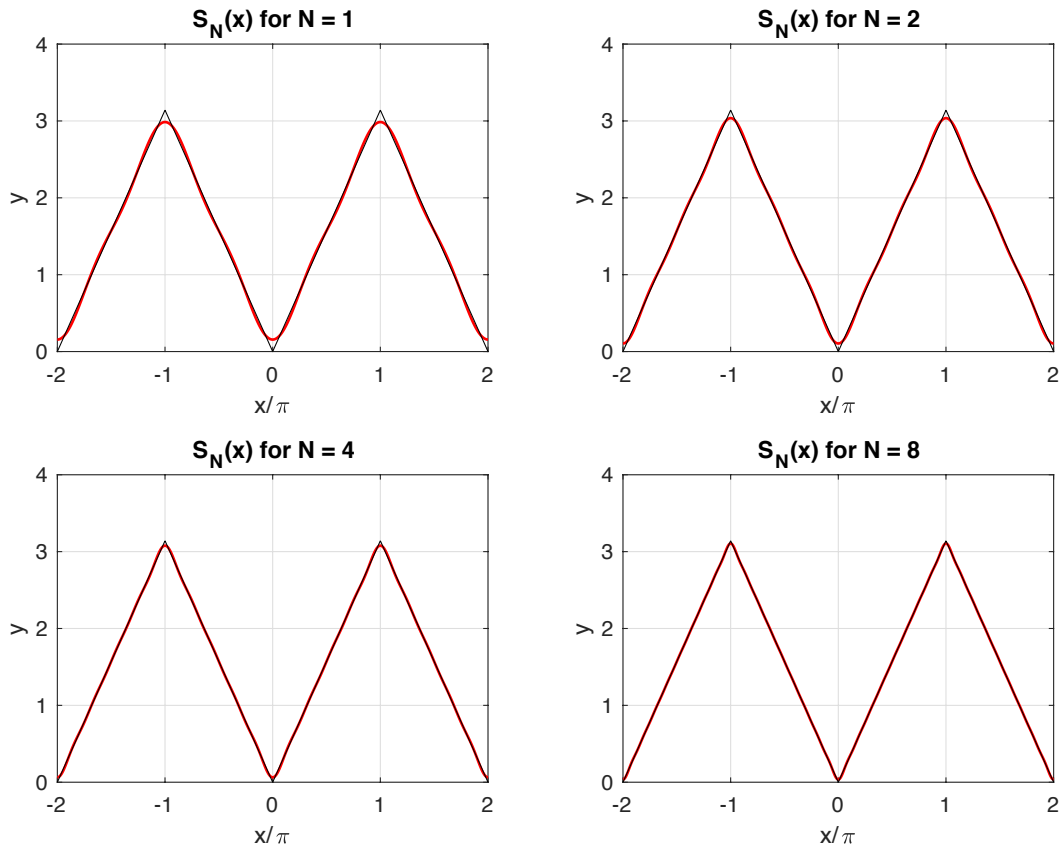 S_N(x) for N = 1
4
3
2
1
0
y
-2 -1 0 1 2
x/π
S_N(x) for N = 2
4
3
2
1
0
y
-2 -1 0 1 2
x/π
S_N(x) for N = 4
4
3
2
1
0
y
-2 -1 0 1 2
x/π
S_N(x) for N = 8
4
3
2
1
0
y
-2 -1 0 1 2
x/π